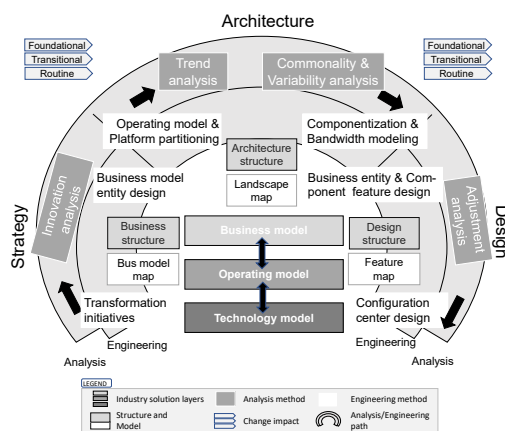 Architecture
Foundational
Transitional
Routine
Foundational
Transitional
Routine
Trend
analysis
Commonality &
Variability analysis
Operating model &
Platform partitioning
Componentization &
Bandwidth modeling
Architecture
structure
Landscape
map
Business model
entity design
Business entity & Com-
ponent feature design
Innovation
analysis
Adjustment
analysis
Strategy
Design
Business
structure
Bus model
map
Business model
Operating model
Technology model
Design
structure
Feature
map
Transformation
initiatives
Configuration
center design
Engineering
Engineering
Analysis
Analysis
LEGEND
Industry solution layers
Analysis method
Engineering method
Structure and
Model
Change impact
Analysis/Engineering
path